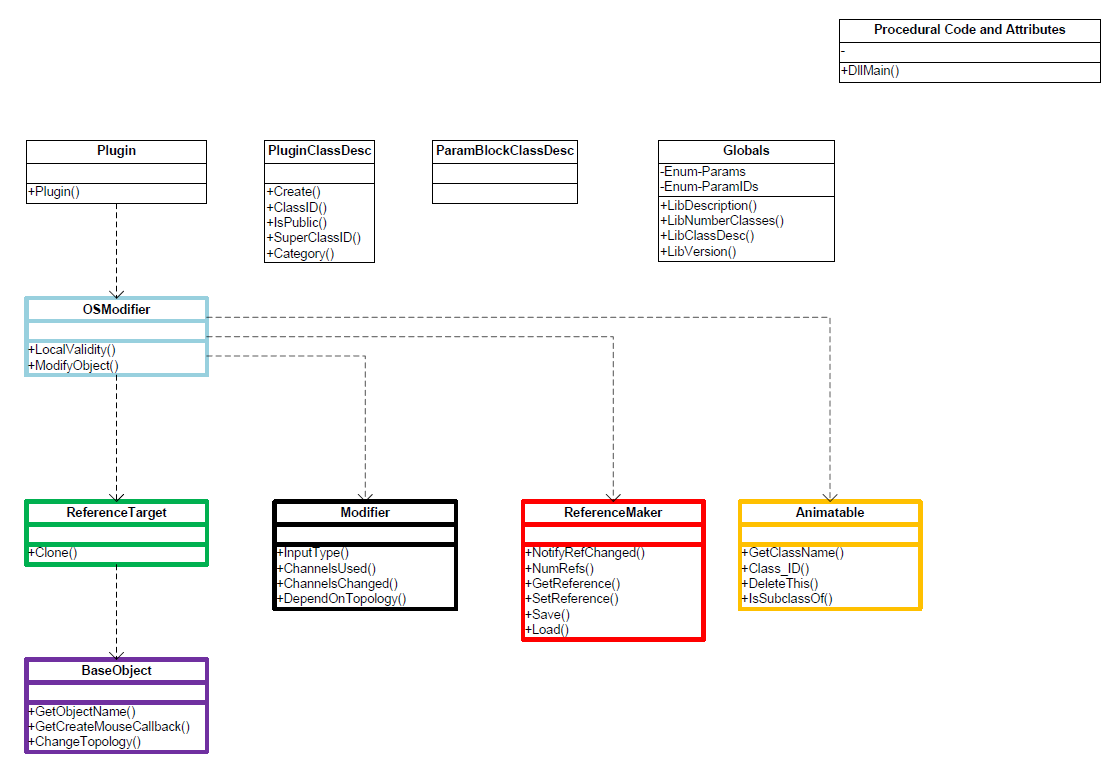 Procedural Code and Attributes
-
+DllMain()
Plugin
+Plugin()
PluginClassDesc
+Create()
+ClassID()
+IsPublic()
+SuperClassID()
+Category()
ParamBlockClassDesc
Globals
-Enum-Params
-Enum-ParamIDs
+LibDescription()
+LibNumberClasses()
+LibClassDesc()
+LibVersion()
OSModifier
+LocalValidity()
+ModifyObject()
ReferenceTarget
+Clone()
Modifier
+InputType()
+ChannelsUsed()
+ChannelsChanged()
+DependOnTopology()
ReferenceMaker
+NotifyRefChanged()
+NumRefs()
+GetReference()
+SetReference()
+Save()
+Load()
Animatable
+GetClassName()
+Class_ID()
+DeleteThis()
+IsSubclassOf()
BaseObject
+GetObjectName()
+GetCreateMouseCallback()
+ChangeTopology()